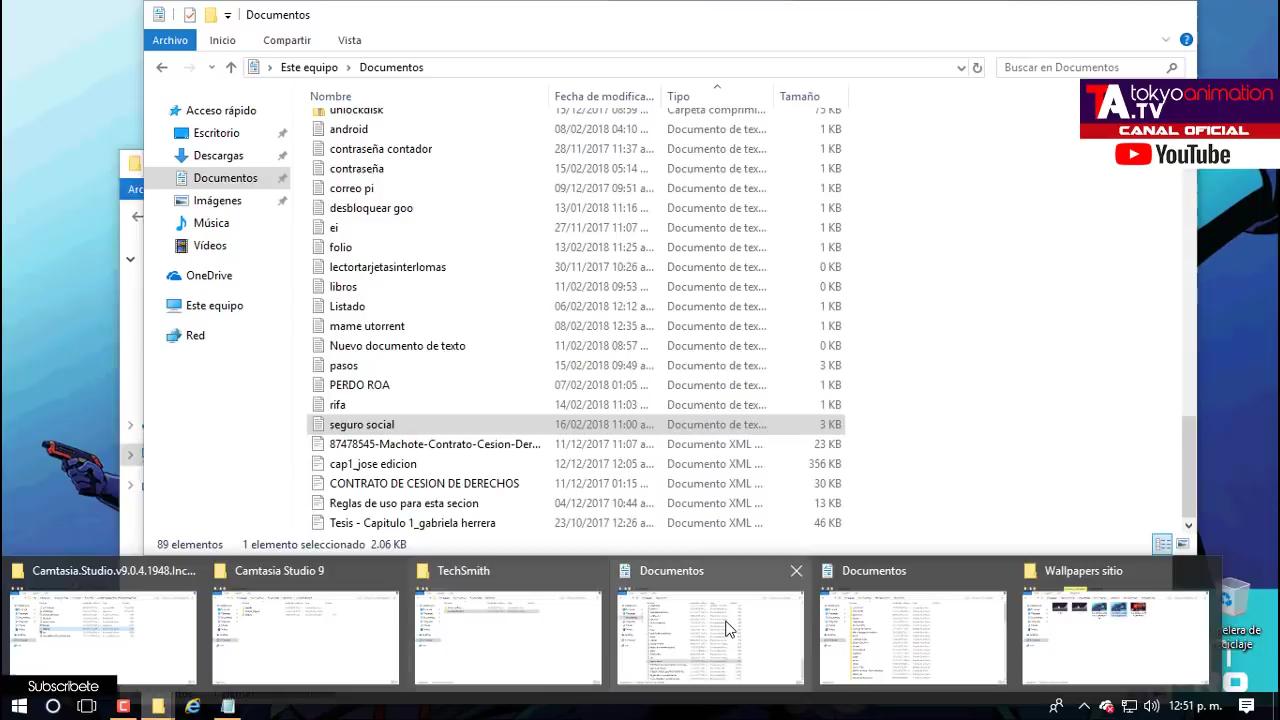 Documentos
Archivo Inicio Compartir Vista
Este equipo Documentos Buscar en Documentos
tokyoanimation
TA.TV
CANAL OFICIAL
YouTube
Nombre Fecha de modifica... Tipo Tamaño
Acceso rápido
Escritorio
Descargas
Documentos
Imágenes
Música
Vídeos
OneDrive
Este equipo
Red
unlockdisk 15/12/2017 08:59 ... Carpeta comprimi... 75 KB
android 08/02/2018 04:10 ... Documento de tex... 1 KB
contraseña contador 28/11/2017 11:37 a... Documento de tex... 1 KB
contraseña 15/02/2018 05:14 ... Documento de tex... 1 KB
correo pi 09/12/2017 09:51 a... Documento de tex... 1 KB
desbloquear goo 13/01/2018 11:16 ... Documento de tex... 1 KB
ei 27/11/2017 11:07 ... Documento de tex... 1 KB
folio 13/02/2018 11:25 a... Documento de tex... 1 KB
lectortarjetasinterlomas 30/11/2017 10:26 a... Documento de tex... 0 KB
libros 11/02/2018 09:53 ... Documento de tex... 0 KB
Listado 06/02/2018 12:12 ... Documento de tex... 1 KB
mame utorrent 08/02/2018 12:35 ... Documento de tex... 1 KB
Nuevo documento de texto 11/02/2018 08:57 ... Documento de tex... 1 KB
pasos 15/02/2018 09:49 ... Documento de tex... 3 KB
PERDO ROA 07/02/2018 01:05 ... Documento de tex... 1 KB
rifa 14/02/2018 11:03 ... Documento de tex... 1 KB
seguro social 16/02/2018 11:00 a... Documento de tex... 3 KB
87478545-Machote-Contrato-Cesion-Der... 11/12/2017 11:07 a... Documento XML ... 23 KB
cap1_jose edicion 12/12/2017 12:05 a... Documento XML ... 356 KB
CONTRATO DE CESION DE DERECHOS 11/12/2017 01:15 ... Documento XML ... 30 KB
Reglas de uso para esta secion 04/12/2017 10:44 a... Documento XML ... 13 KB
Tesis - Capitulo 1_gabriela herrera 23/10/2017 12:26 a... Documento XML ... 46 KB
89 elementos 1 elemento seleccionado 2.06 KB
Camtasia.Studio.v9.0.4.1948.Inc... Camtasia Studio 9 TechSmith Documentos Documentos Wallpapers sitio
12:51 p. m.